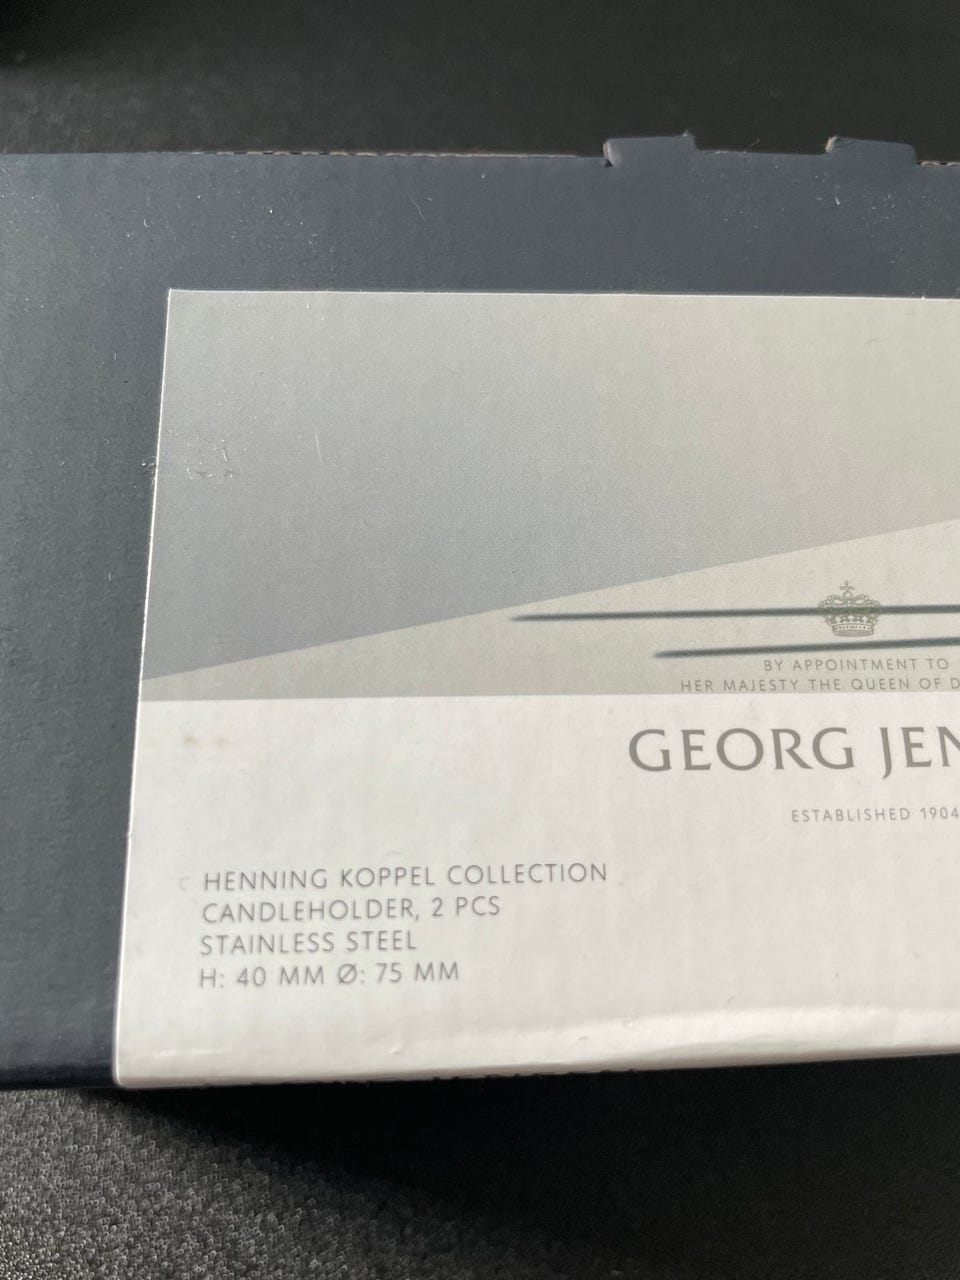 BY APPOINTMENT TO
HER MAJESTY THE QUEEN OF D
GEORG JEN
ESTABLISHED 1904
HENNING KOPPEL COLLECTION
CANDLEHOLDER, 2 PCS
STAINLESS STEEL
H: 40 MM Ø: 75 MM